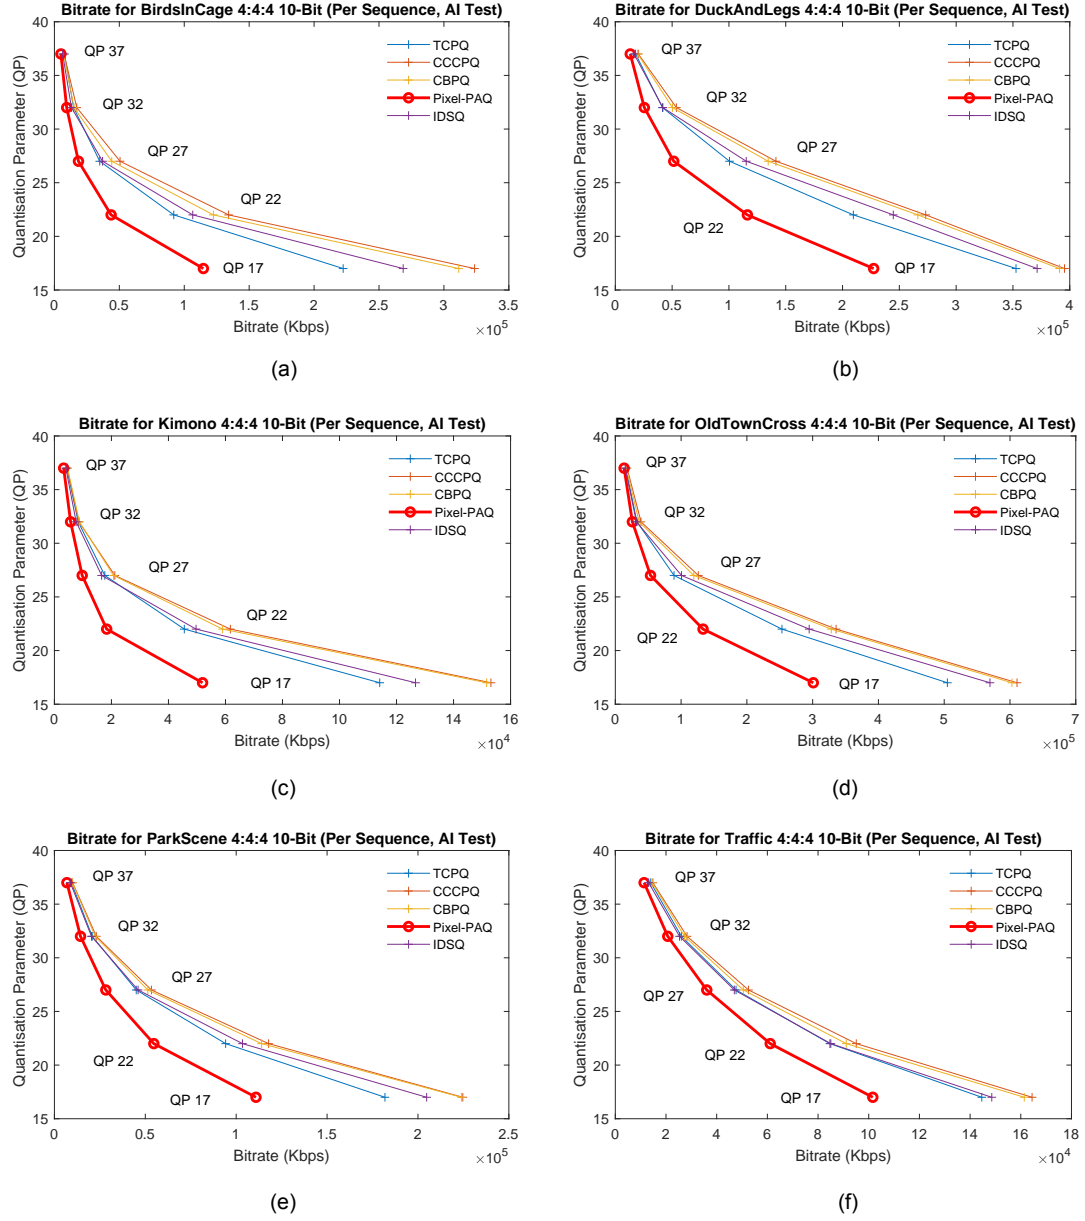 Bitrate for BirdsInCage 4:4:4 10-Bit (Per Sequence, AI Test)
40
35
30
25
20
15
Quantisation Parameter (QP)
QP 37
QP 32
QP 27
QP 22
QP 17
TCPQ
CCCPQ
CBPQ
Pixel-PAQ
IDSQ
0 0.5 1 1.5 2 2.5 3 3.5
Bitrate (Kbps)
×10^5
(a)
Bitrate for DuckAndLegs 4:4:4 10-Bit (Per Sequence, AI Test)
40
35
30
25
20
15
Quantisation Parameter (QP)
QP 37
QP 32
QP 27
QP 22
QP 17
TCPQ
CCCPQ
CBPQ
Pixel-PAQ
IDSQ
0 0.5 1 1.5 2 2.5 3 3.5 4
Bitrate (Kbps)
×10^5
(b)
Bitrate for Kimono 4:4:4 10-Bit (Per Sequence, AI Test)
40
35
30
25
20
15
Quantisation Parameter (QP)
QP 37
QP 32
QP 27
QP 22
QP 17
TCPQ
CCCPQ
CBPQ
Pixel-PAQ
IDSQ
0 2 4 6 8 10 12 14 16
Bitrate (Kbps)
×10^4
(c)
Bitrate for OldTownCross 4:4:4 10-Bit (Per Sequence, AI Test)
40
35
30
25
20
15
Quantisation Parameter (QP)
QP 37
QP 32
QP 27
QP 22
QP 17
TCPQ
CCCPQ
CBPQ
Pixel-PAQ
IDSQ
0 1 2 3 4 5 6 7
Bitrate (Kbps)
×10^5
(d)
Bitrate for ParkScene 4:4:4 10-Bit (Per Sequence, AI Test)
40
35
30
25
20
15
Quantisation Parameter (QP)
QP 37
QP 32
QP 27
QP 22
QP 17
TCPQ
CCCPQ
CBPQ
Pixel-PAQ
IDSQ
0 0.5 1 1.5 2 2.5
Bitrate (Kbps)
×10^5
(e)
Bitrate for Traffic 4:4:4 10-Bit (Per Sequence, AI Test)
40
35
30
25
20
15
Quantisation Parameter (QP)
QP 37
QP 32
QP 27
QP 22
QP 17
TCPQ
CCCPQ
CBPQ
Pixel-PAQ
IDSQ
0 2 4 6 8 10 12 14 16 18
Bitrate (Kbps)
×10^4
(f)